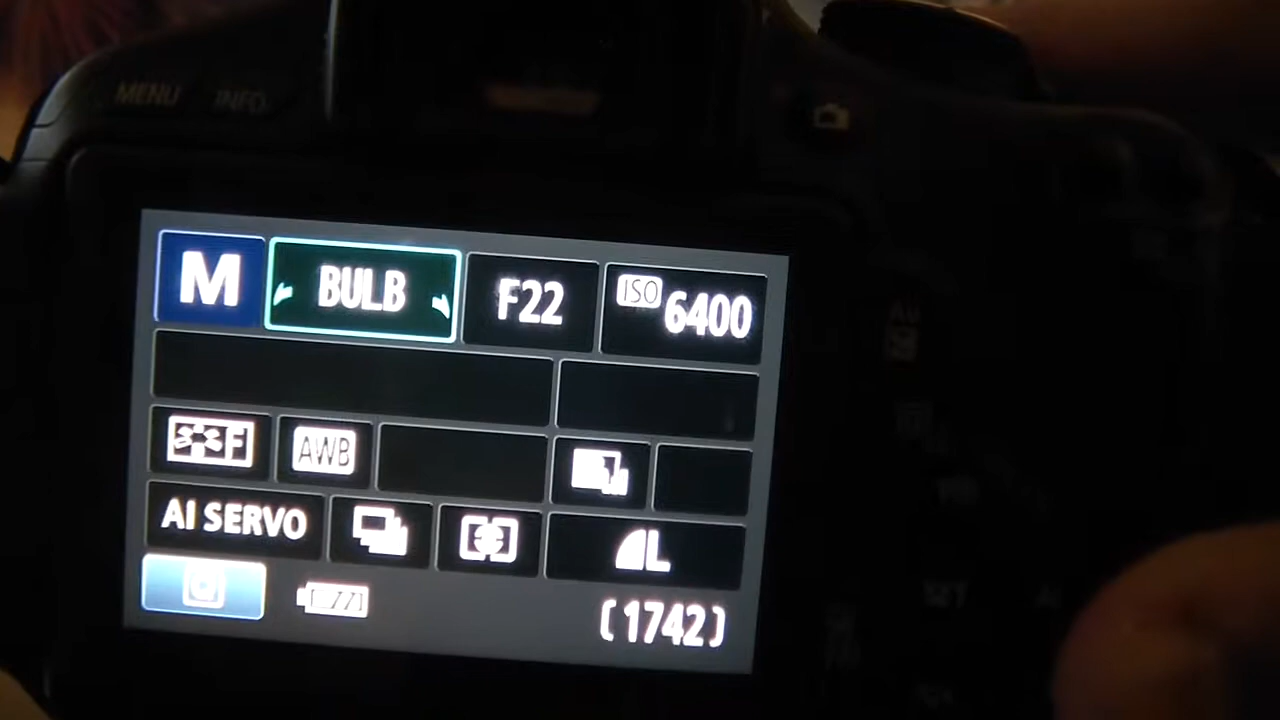 MENU INFO
M BULB F22 ISO 6400
F AWB
AI SERVO L
Q
(1742)